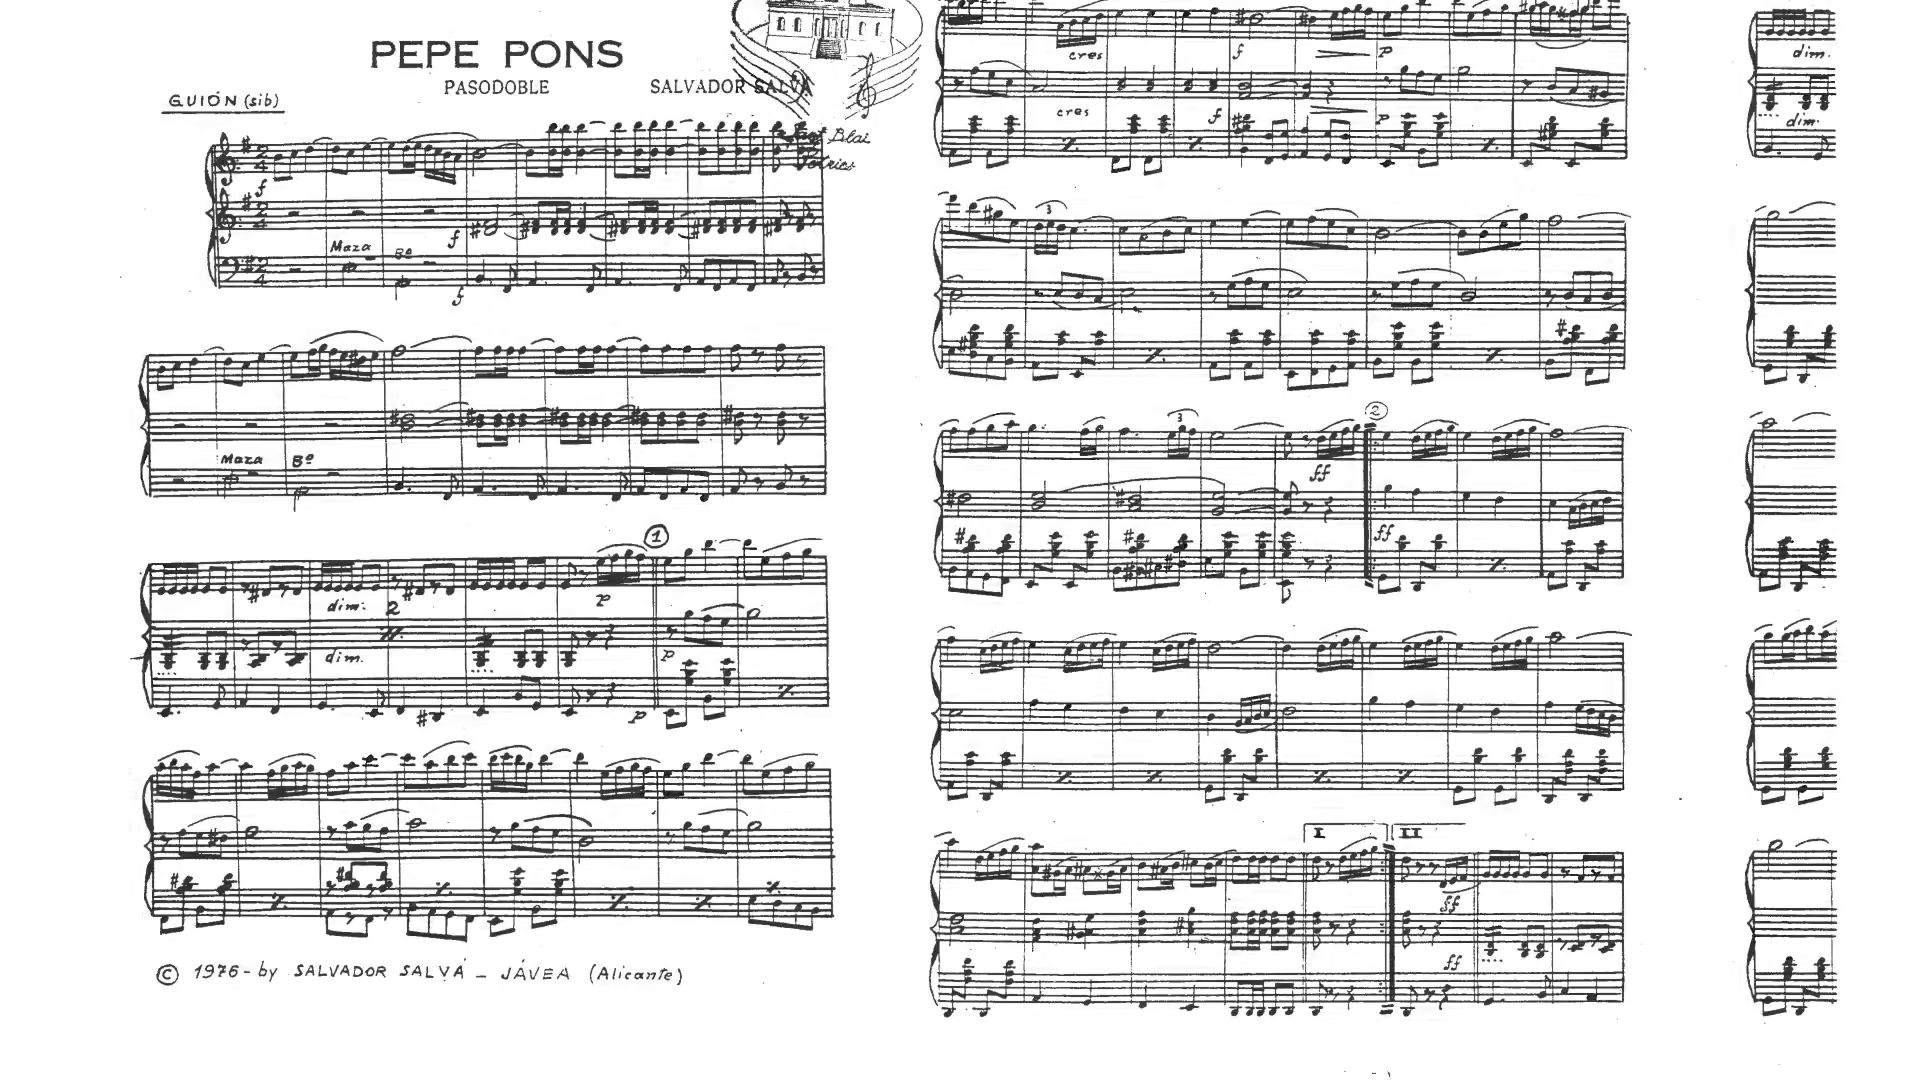 PEPE PONS
PASODOBLE
SALVADOR SALVÁ
GUIÓN (sib)
f
Maza
Bº
f
f
Maza
Bº
1
dim.
2
p
dim.
p
p
© 1976 - by SALVADOR SALVÁ - JÁVEA (Alicante)
cres
f
p
cres
f
p
3
3
2
ff
ff
I
II
ff
ff
dim.
dim.